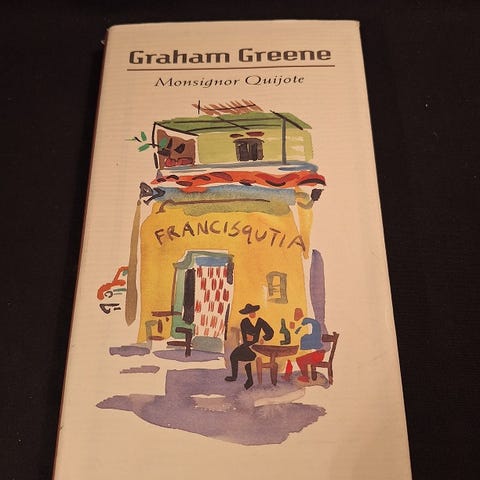 Graham Greene
Monsignor Quijote
FRANCISQUTIA